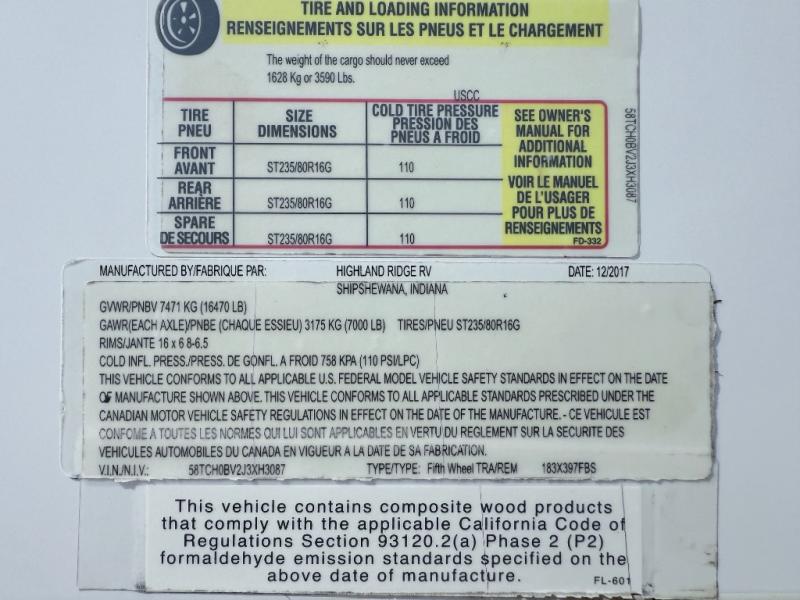 TIRE AND LOADING INFORMATION
RENSEIGNEMENTS SUR LES PNEUS ET LE CHARGEMENT
The weight of the cargo should never exceed
1628 Kg or 3590 Lbs.
USCC
TIRE PNEU SIZE DIMENSIONS COLD TIRE PRESSURE PRESSION DES PNEUS A FROID
FRONT AVANT ST235/80R16G 110
REAR ARRIÈRE ST235/80R16G 110
SPARE DE SECOURS ST235/80R16G 110
SEE OWNER'S
MANUAL FOR
ADDITIONAL
INFORMATION
VOIR LE MANUEL
DE L'USAGER
POUR PLUS DE
RENSEIGNEMENTS
FD-332
58TCH0BV2J3XH3087
MANUFACTURED BY/FABRIQUE PAR: HIGHLAND RIDGE RV DATE: 12/2017
SHIPSHEWANA, INDIANA
GVWR/PNBV 7471 KG (16470 LB)
GAWR(EACH AXLE)/PNBE (CHAQUE ESSIEU) 3175 KG (7000 LB) TIRES/PNEU ST235/80R16G
RIMS/JANTE 16 x 6 8-6.5
COLD INFL. PRESS./PRESS. DE GONFL. A FROID 758 KPA (110 PSI/LPC)
THIS VEHICLE CONFORMS TO ALL APPLICABLE U.S. FEDERAL MODEL VEHICLE SAFETY STANDARDS IN EFFECT ON THE DATE
OF MANUFACTURE SHOWN ABOVE. THIS VEHICLE CONFORMS TO ALL APPLICABLE STANDARDS PRESCRIBED UNDER THE
CANADIAN MOTOR VEHICLE SAFETY REGULATIONS IN EFFECT ON THE DATE OF THE MANUFACTURE. - CE VEHICULE EST
CONFOME A TOUTES LES NORMES QUI LUI SONT APPLICABLES EN VERTU DU REGLEMENT SUR LA SECURITE DES
VEHICULES AUTOMOBILES DU CANADA EN VIGUEUR A LA DATE DE SA FABRICATION.
V.I.N./N.I.V.: 58TCH0BV2J3XH3087 TYPE/TYPE: Fifth Wheel TRA/REM 183X397FBS
This vehicle contains composite wood products
that comply with the applicable California Code of
Regulations Section 93120.2(a) Phase 2 (P2)
formaldehyde emission standards specified on the
above date of manufacture.
FL-601